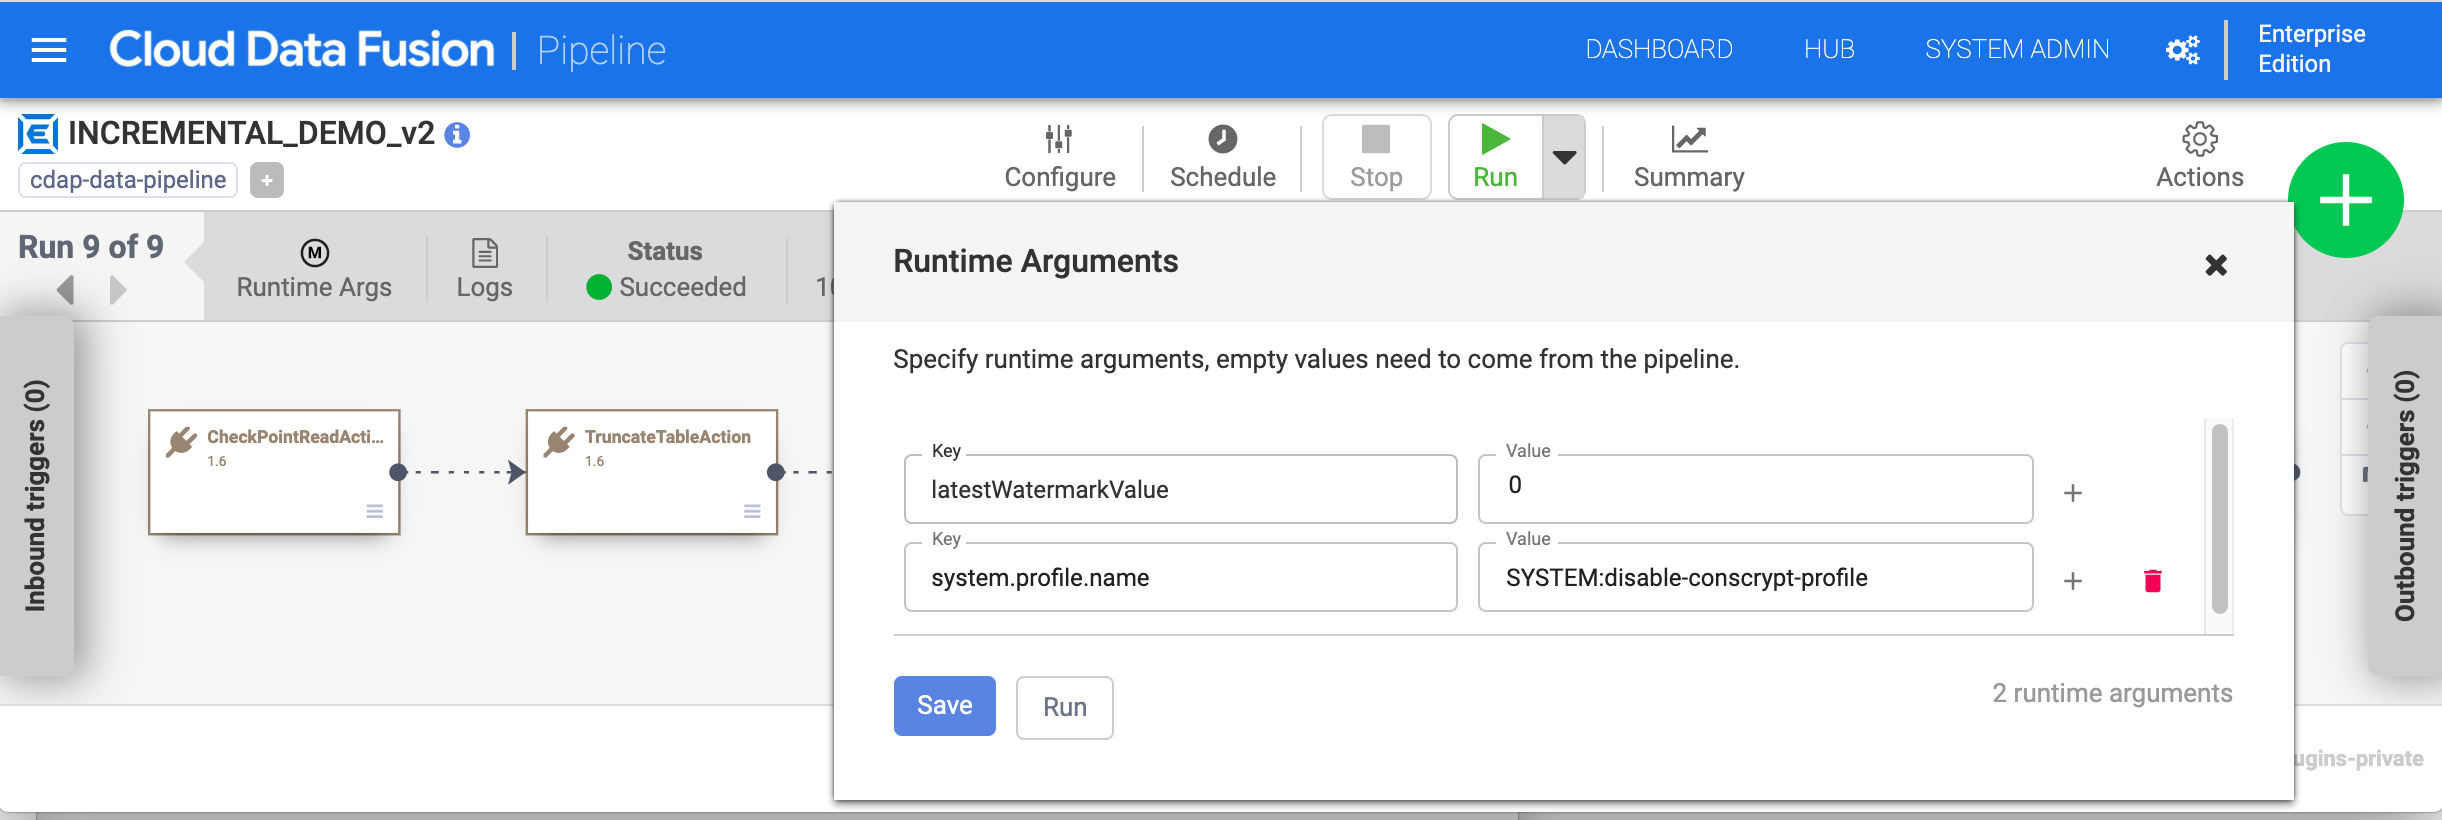 Cloud Data Fusion | Pipeline
DASHBOARD
HUB
SYSTEM ADMIN
Enterprise
Edition
INCREMENTAL_DEMO_v2
cdap-data-pipeline
+
Configure
Schedule
Stop
Run
Summary
Actions
Run 9 of 9
M
Runtime Args
Logs
Status
Succeeded
Inbound triggers (0)
CheckPointReadActi...
1.6
TruncateTableAction
1.6
Runtime Arguments
Specify runtime arguments, empty values need to come from the pipeline.
Key
latestWatermarkValue
Value
0
Key
system.profile.name
Value
SYSTEM:disable-conscrypt-profile
Save
Run
2 runtime arguments
Outbound triggers (0)
ugins-private